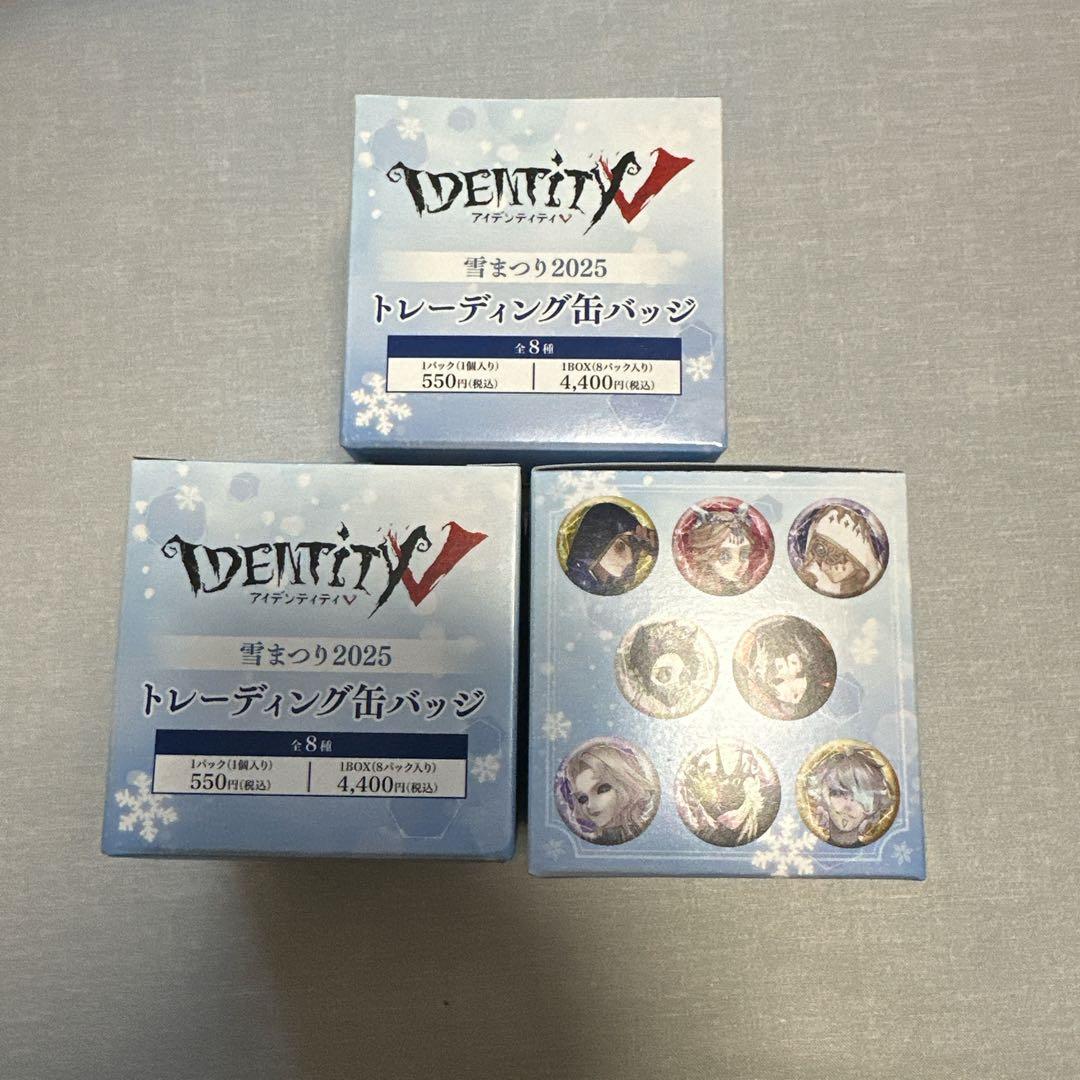 IDENTITY V
アイデンティティV
雪まつり2025
トレーディング缶バッジ
全8種
1パック(1個入り)
550円(税込)
1BOX(8パック入り)
4,400円(税込)
IDENTITY V
アイデンティティV
雪まつり2025
トレーディング缶バッジ
全8種
1パック(1個入り)
550円(税込)
1BOX(8パック入り)
4,400円(税込)